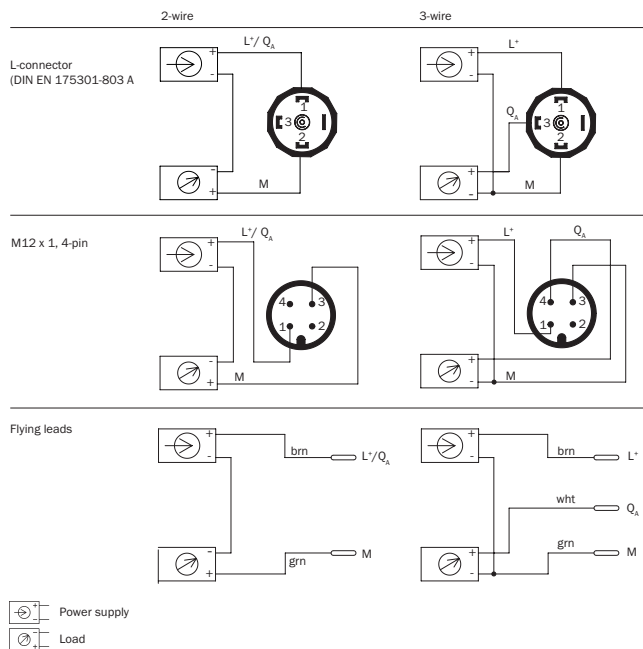 2-wire 3-wire
L-connector
(DIN EN 175301-803 A
L+/ QA
+
-
1
3
2
-
+
M
L+
+
-
QA
1
3
2
+
-
M
M12 x 1, 4-pin
L+/ QA
+
-
4 3
1 2
-
+
M
L+ QA
+
-
4 3
1 2
+
-
M
Flying leads
+
-
brn L+/QA
-
+
grn M
+
-
brn L+
wht QA
+
-
grn M
+
-
Power supply
-
+
Load